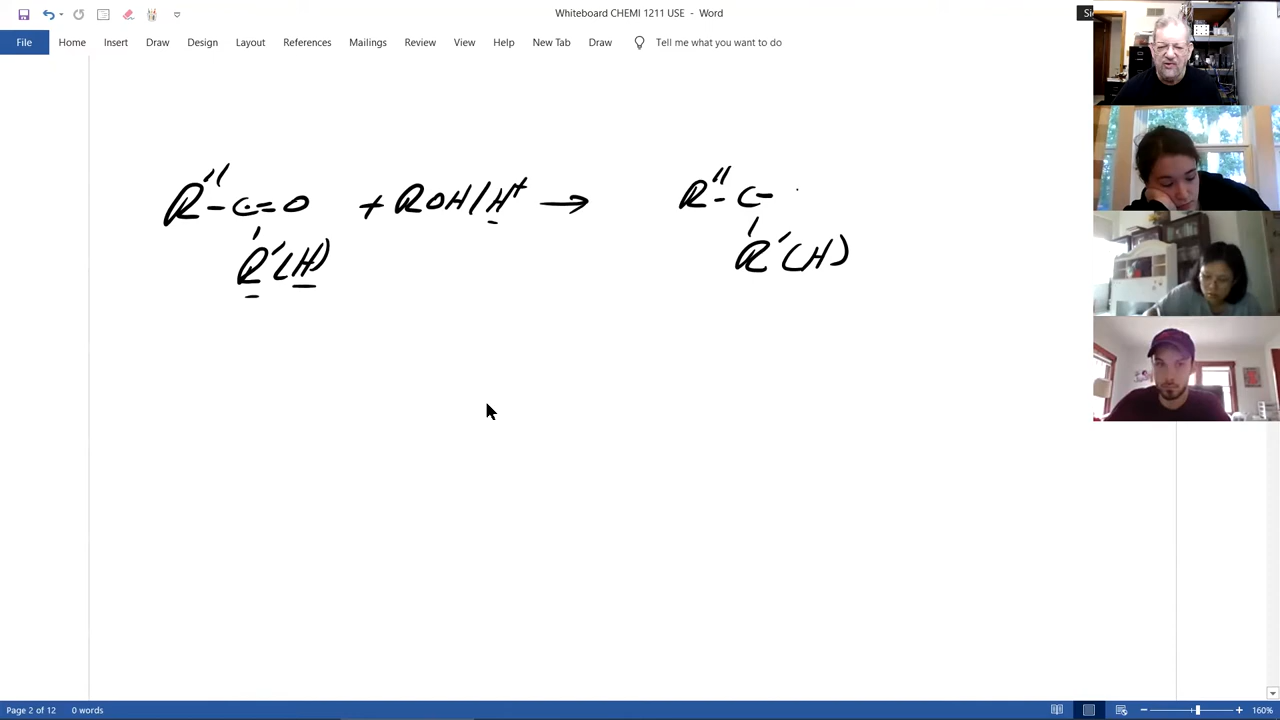 Whiteboard CHEMI 1211 USE - Word
File Home Insert Draw Design Layout References Mailings Review View Help New Tab Draw Tell me what you want to do
R'' - C = O + ROH/H+ → R'' - C -
R'(H) R'(H)
Page 2 of 12 0 words 160%